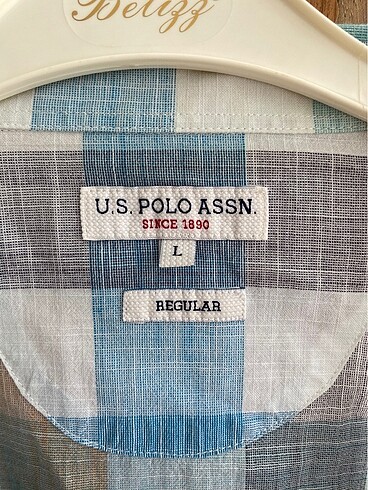 Belizz
U.S. POLO ASSN.
SINCE 1890
L
REGULAR